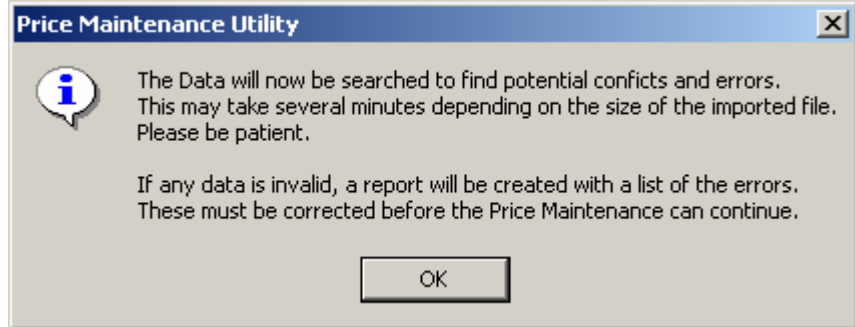 Price Maintenance Utility
The Data will now be searched to find potential conficts and errors.
This may take several minutes depending on the size of the imported file.
Please be patient.
If any data is invalid, a report will be created with a list of the errors.
These must be corrected before the Price Maintenance can continue.
OK